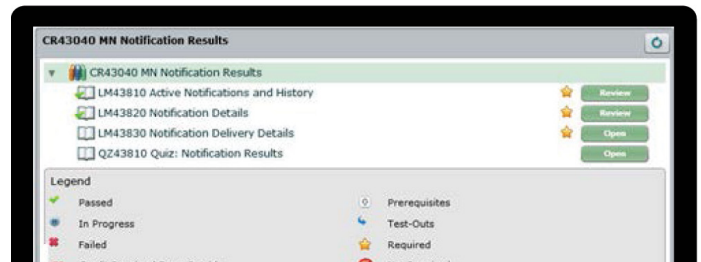 CR43040 MN Notification Results
CR43040 MN Notification Results
LM43810 Active Notifications and History Review
LM43820 Notification Details Review
LM43830 Notification Delivery Details Open
QZ43810 Quiz: Notification Results Open
Legend
Passed Prerequisites
In Progress Test-Outs
Failed Required